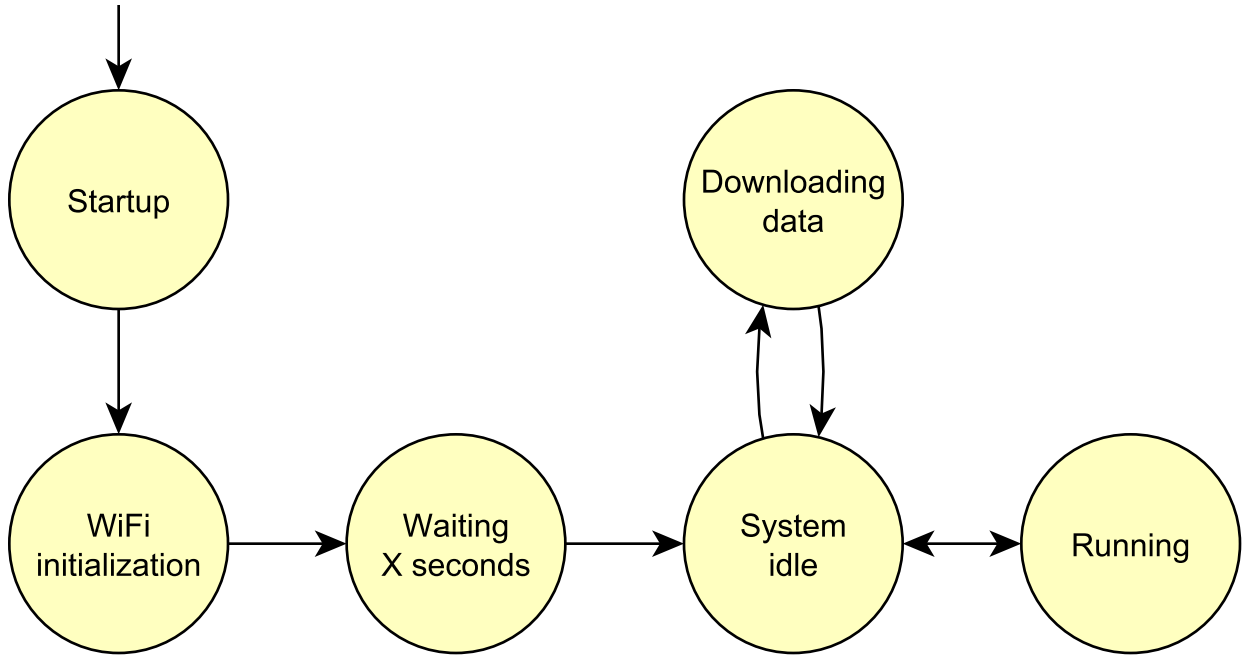 Startup
Downloading
data
WiFi
initialization
Waiting
X seconds
System
idle
Running